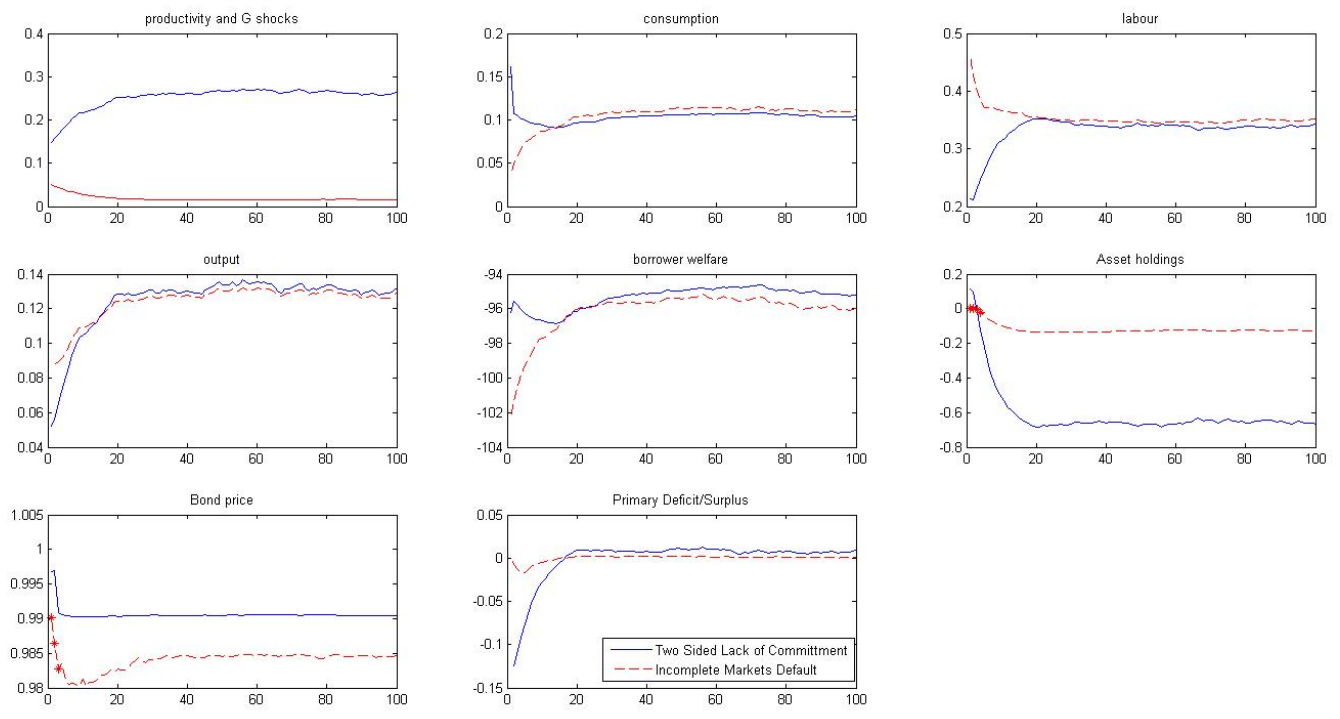 productivity and G shocks
0.4
0.3
0.2
0.1
0
0 20 40 60 80 100
consumption
0.2
0.15
0.1
0.05
0
0 20 40 60 80 100
labour
0.5
0.4
0.3
0.2
0 20 40 60 80 100
output
0.14
0.12
0.1
0.08
0.06
0.04
0 20 40 60 80 100
borrower welfare
-94
-96
-98
-100
-102
-104
0 20 40 60 80 100
Asset holdings
0.2
0
-0.2
-0.4
-0.6
-0.8
0 20 40 60 80 100
Bond price
1.005
1
0.995
0.99
0.985
0.98
0 20 40 60 80 100
Primary Deficit/Surplus
0.05
0
-0.05
-0.1
-0.15
0 20 40 60 80 100
Two Sided Lack of Committment
Incomplete Markets Default